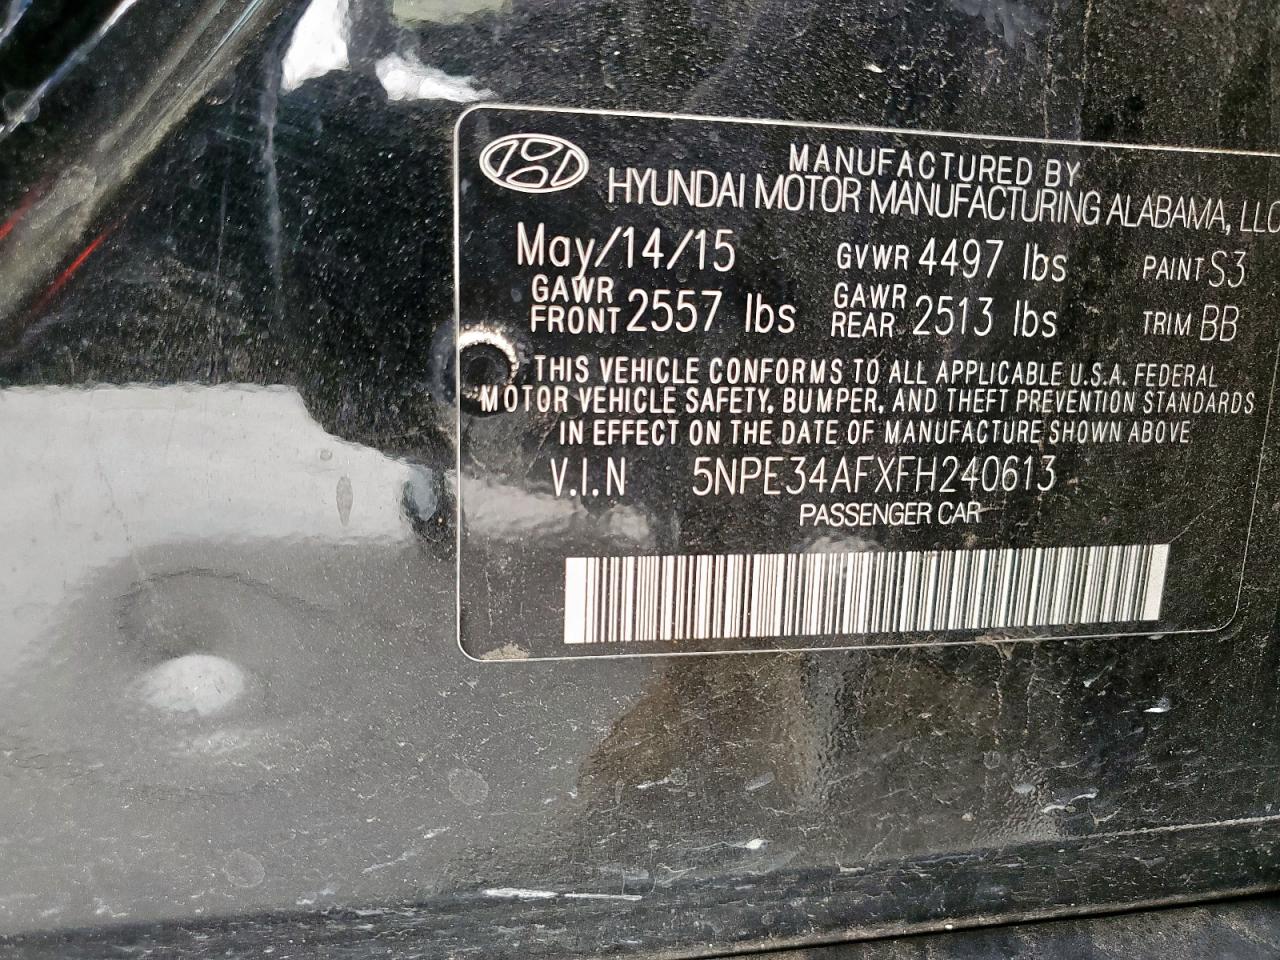 MANUFACTURED BY
HYUNDAI MOTOR MANUFACTURING ALABAMA, LLC
May/14/15 GVWR 4497 lbs PAINT S3
GAWR FRONT 2557 lbs GAWR REAR 2513 lbs TRIM BB
THIS VEHICLE CONFORMS TO ALL APPLICABLE U.S.A. FEDERAL
MOTOR VEHICLE SAFETY, BUMPER, AND THEFT PREVENTION STANDARDS
IN EFFECT ON THE DATE OF MANUFACTURE SHOWN ABOVE
V.I.N 5NPE34AFXFH240613
PASSENGER CAR